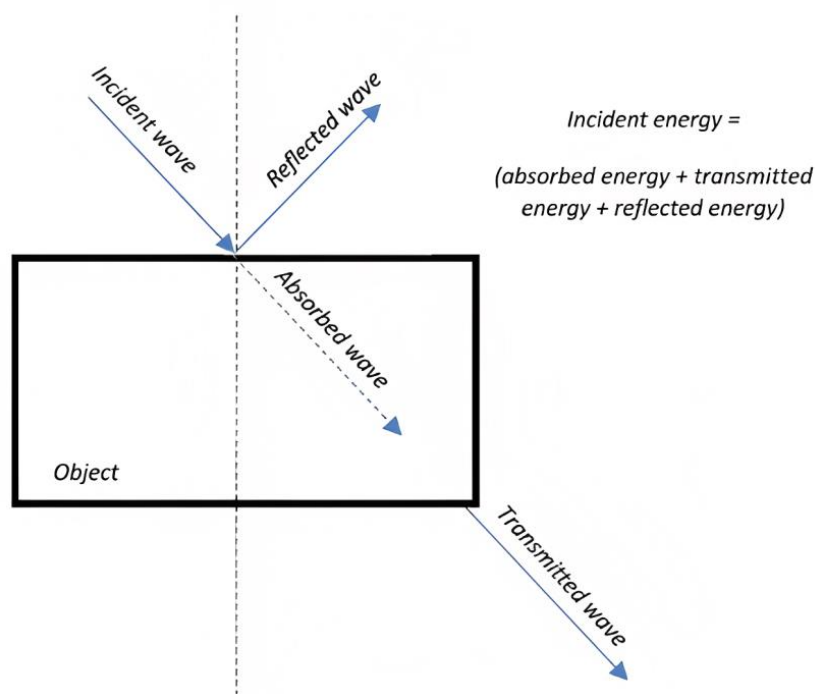 Incident wave
Reflected wave
Incident energy =
(absorbed energy + transmitted
energy + reflected energy)
Absorbed wave
Object
Transmitted wave